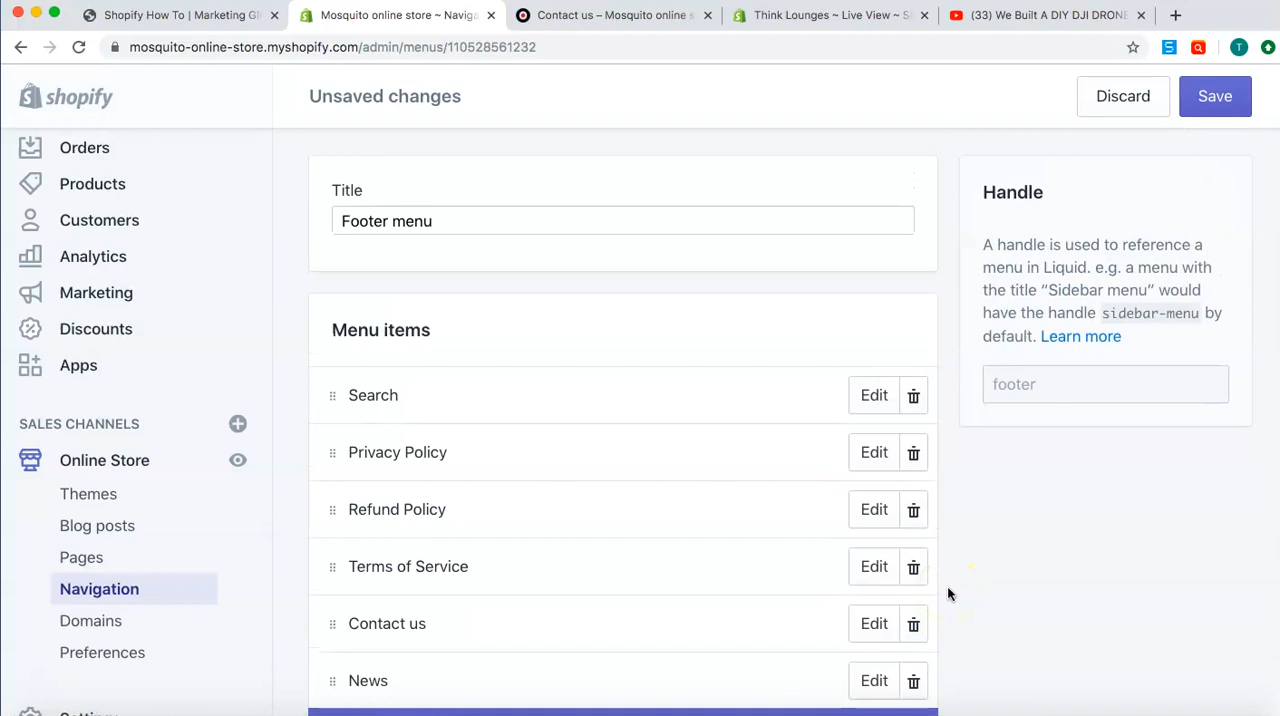 Shopify How To | Marketing Gl
Mosquito online store ~ Naviga
Contact us – Mosquito online s
Think Lounges ~ Live View ~ S
(33) We Built A DIY DJI DRONE
mosquito-online-store.myshopify.com/admin/menus/110528561232
S
T
shopify
Unsaved changes
Discard
Save
Orders
Products
Customers
Analytics
Marketing
Discounts
Apps
SALES CHANNELS
Online Store
Themes
Blog posts
Pages
Navigation
Domains
Preferences
Title
Footer menu
Menu items
Search
Edit
Privacy Policy
Edit
Refund Policy
Edit
Terms of Service
Edit
Contact us
Edit
News
Edit
Handle
A handle is used to reference a
menu in Liquid. e.g. a menu with
the title “Sidebar menu” would
have the handle sidebar-menu by
default. Learn more
footer